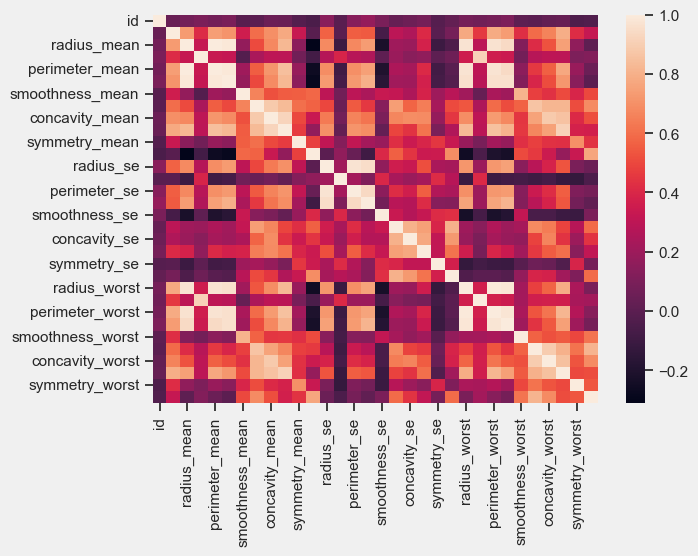 id
radius_mean
perimeter_mean
smoothness_mean
concavity_mean
symmetry_mean
radius_se
perimeter_se
smoothness_se
concavity_se
symmetry_se
radius_worst
perimeter_worst
smoothness_worst
concavity_worst
symmetry_worst
id
radius_mean
perimeter_mean
smoothness_mean
concavity_mean
symmetry_mean
radius_se
perimeter_se
smoothness_se
concavity_se
symmetry_se
radius_worst
perimeter_worst
smoothness_worst
concavity_worst
symmetry_worst
1.0
0.8
0.6
0.4
0.2
0.0
−0.2